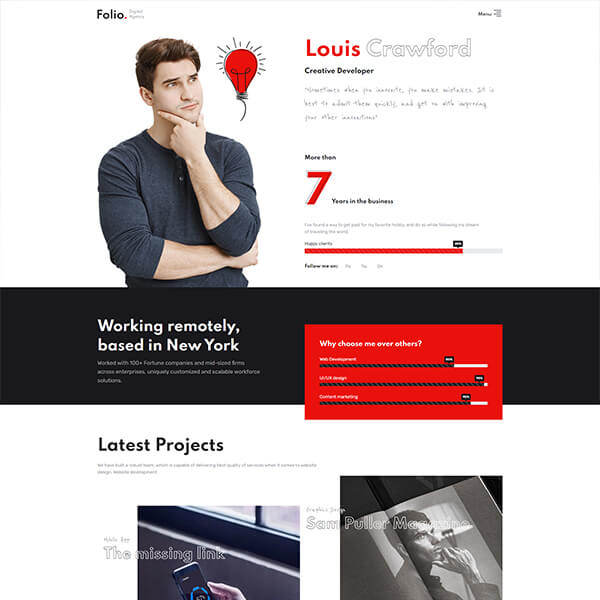 Folio.
Digital
Agency
Menu
Louis Crawford
Creative Developer
"Sometimes when you innovate, you make mistakes. It is
best to admit them quickly, and get on with improving
your other innovations"
More than
7 Years in the business
I've found a way to get paid for my favorite hobby, and do so while following my dream
of traveling the world.
Happy clients
Follow me on:
Working remotely,
based in New York
Worked with 100+ Fortune companies and mid-sized firms
across enterprises, uniquely customized and scalable workforce
solutions.
Why choose me over others?
Web Development
UI/UX design
Content marketing
Latest Projects
We have built a robust team, which is capable of delivering best quality of services when it comes to website
design, Website development
Mobile App
The missing link
Graphic Design
Sam Puller Magazine